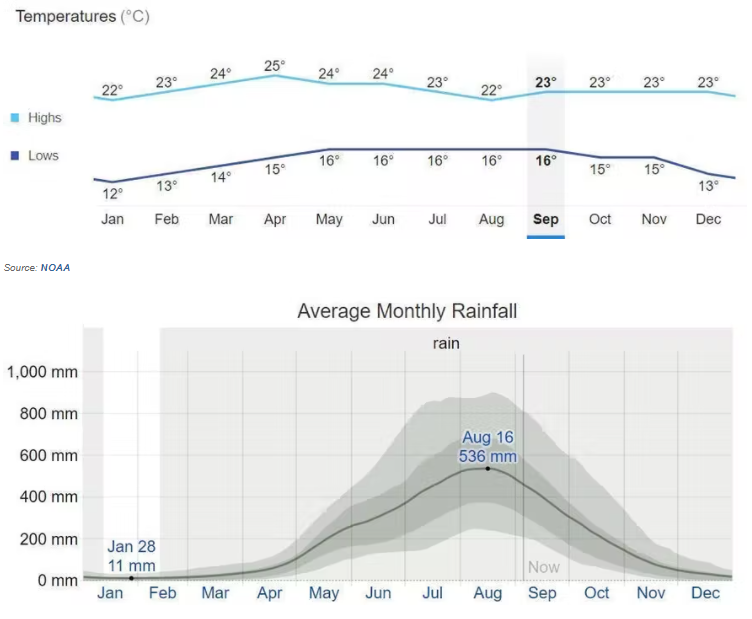 Temperatures (°C)
22° 23° 24° 25° 24° 24° 23° 22° 23° 23° 23° 23°
Highs
Lows
12° 13° 14° 15° 16° 16° 16° 16° 16° 15° 15° 13°
Jan Feb Mar Apr May Jun Jul Aug Sep Oct Nov Dec
Source: NOAA
Average Monthly Rainfall
rain
1,000 mm
800 mm
600 mm
400 mm
200 mm
0 mm
Aug 16
536 mm
Jan 28
11 mm
Now
Jan Feb Mar Apr May Jun Jul Aug Sep Oct Nov Dec